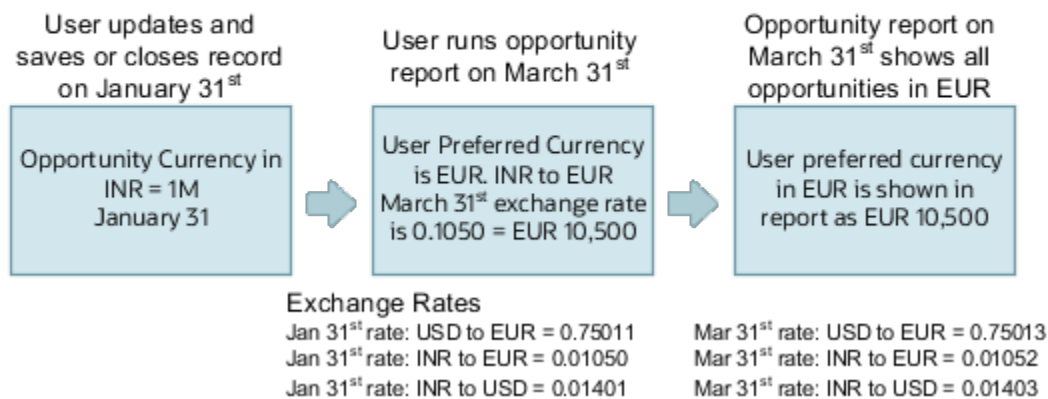 User updates and
saves or closes record
on January 31st
User runs opportunity
report on March 31st
Opportunity report on
March 31st shows all
opportunities in EUR
Opportunity Currency in
INR = 1M
January 31
User Preferred Currency
is EUR. INR to EUR
March 31st exchange rate
is 0.1050 = EUR 10,500
User preferred currency
in EUR is shown in
report as EUR 10,500
Exchange Rates
Jan 31st rate: USD to EUR = 0.75011
Jan 31st rate: INR to EUR = 0.01050
Jan 31st rate: INR to USD = 0.01401
Mar 31st rate: USD to EUR = 0.75013
Mar 31st rate: INR to EUR = 0.01052
Mar 31st rate: INR to USD = 0.01403